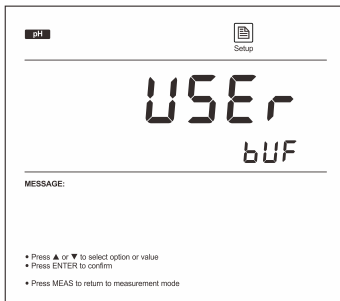 pH
Setup
USEr
bUF
MESSAGE:
• Press ▲ or ▼ to select option or value
• Press ENTER to confirm
• Press MEAS to return to measurement mode